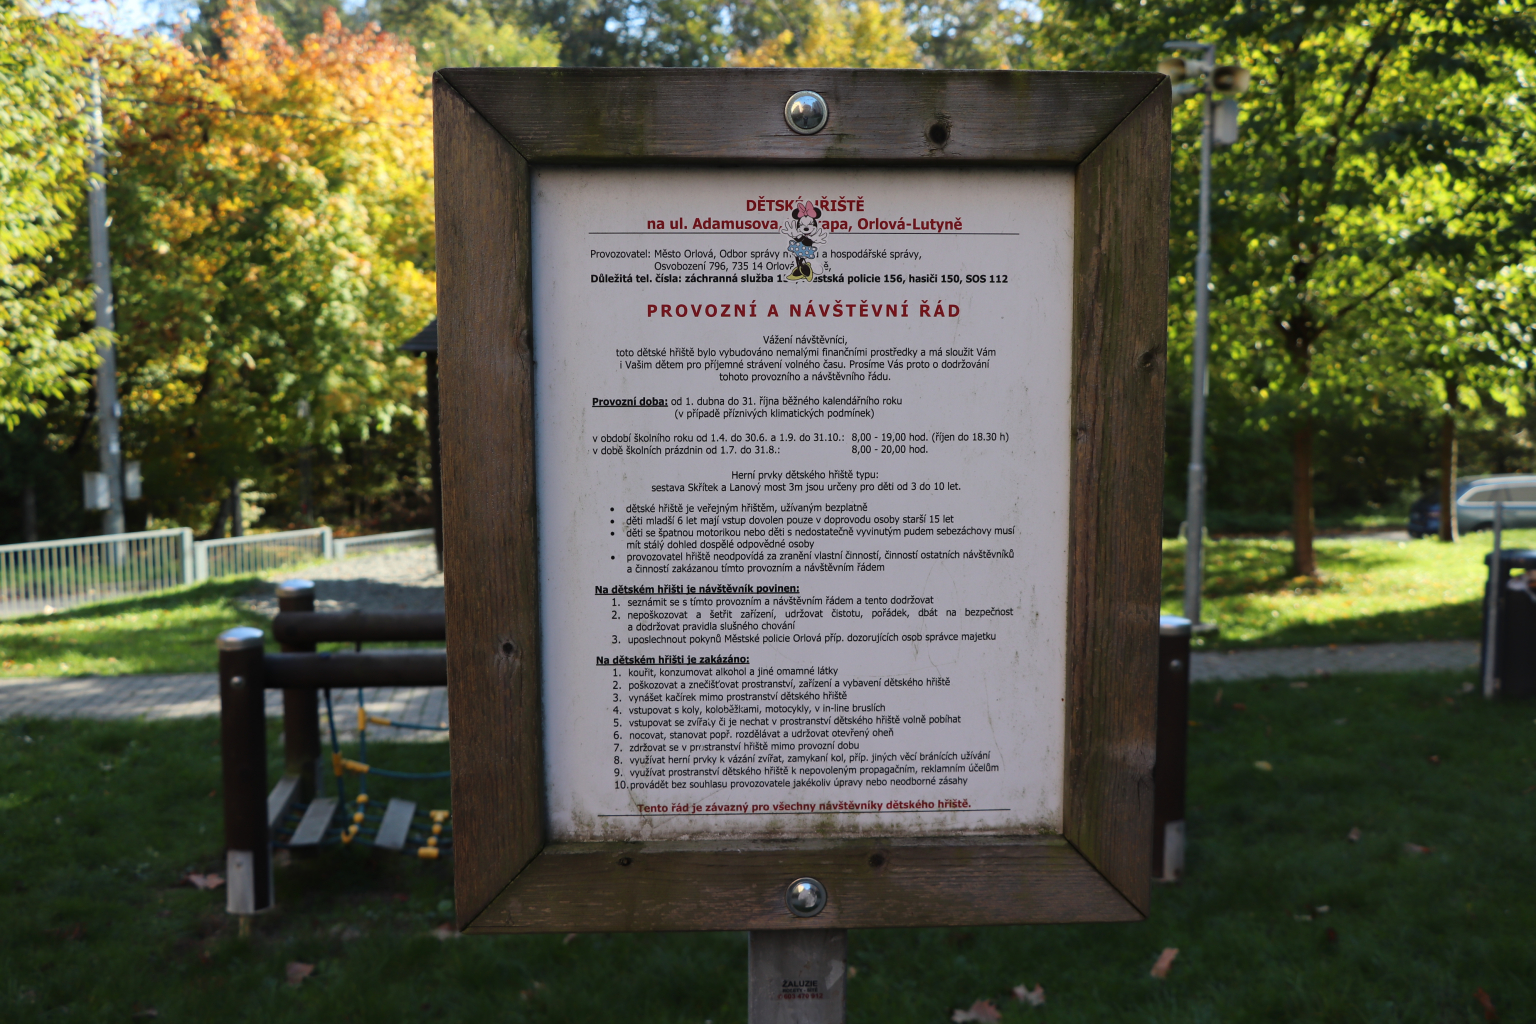 DĚTSKÉ HŘIŠTĚ
na ul. Adamusova, Orlová-Lutyně
Provozovatel: Město Orlová, Odbor správy a hospodářské správy,
Osvobození 796, 735 14 Orlová
Důležitá tel. čísla: záchranná služba městská policie 156, hasiči 150, SOS 112
PROVOZNÍ A NÁVŠTĚVNÍ ŘÁD
Vážení návštěvníci,
toto dětské hřiště bylo vybudováno nemalými finančními prostředky a má sloužit Vám
i Vašim dětem pro příjemné strávení volného času. Prosíme Vás proto o dodržování
tohoto provozního a návštěvního řádu.
Provozní doba: od 1. dubna do 31. října běžného kalendářního roku
(v případě příznivých klimatických podmínek)
v období školního roku od 1.4. do 30.6. a 1.9. do 31.10.: 8,00 - 19,00 hod. (říjen do 18.30 h)
v době školních prázdnin od 1.7. do 31.8.: 8,00 - 20,00 hod.
Herní prvky dětského hřiště typu:
sestava Skřítek a Lanový most 3m jsou určeny pro děti od 3 do 10 let.
• dětské hřiště je veřejným hřištěm, užívaným bezplatně
• děti mladší 6 let mají vstup dovolen pouze v doprovodu osoby starší 15 let
• děti se špatnou motorikou nebo děti s nedostatečně vyvinutým pudem sebezáchovy musí
mít stálý dohled dospělé odpovědné osoby
• provozovatel hřiště neodpovídá za zranění vlastní činností, činností ostatních návštěvníků
a činností zakázanou tímto provozním a návštěvním řádem
Na dětském hřišti je návštěvník povinen:
1. seznámit se s tímto provozním a návštěvním řádem a tento dodržovat
2. nepoškozovat a šetřit zařízení, udržovat čistotu, pořádek, dbát na bezpečnost
a dodržovat pravidla slušného chování
3. uposlechnout pokynů Městské policie Orlová příp. dozorujících osob správce majetku
Na dětském hřišti je zakázáno:
1. kouřit, konzumovat alkohol a jiné omamné látky
2. poškozovat a znečišťovat prostranství, zařízení a vybavení dětského hřiště
3. vynášet kačírek mimo prostranství dětského hřiště
4. vstupovat s koly, koloběžkami, motocykly, v in-line bruslích
5. vstupovat se zvířaty či je nechat v prostranství dětského hřiště volně pobíhat
6. nocovat, stanovat popř. rozdělávat a udržovat otevřený oheň
7. zdržovat se v prostranství hřiště mimo provozní dobu
8. využívat herní prvky k vázání zvířat, zamykaní kol, příp. jiných věcí bránících užívání
9. využívat prostranství dětského hřiště k nepovoleným propagačním, reklamním účelům
10. provádět bez souhlasu provozovatele jakékoliv úpravy nebo neodborné zásahy
Tento řád je závazný pro všechny návštěvníky dětského hřiště.
ŽALUZIE